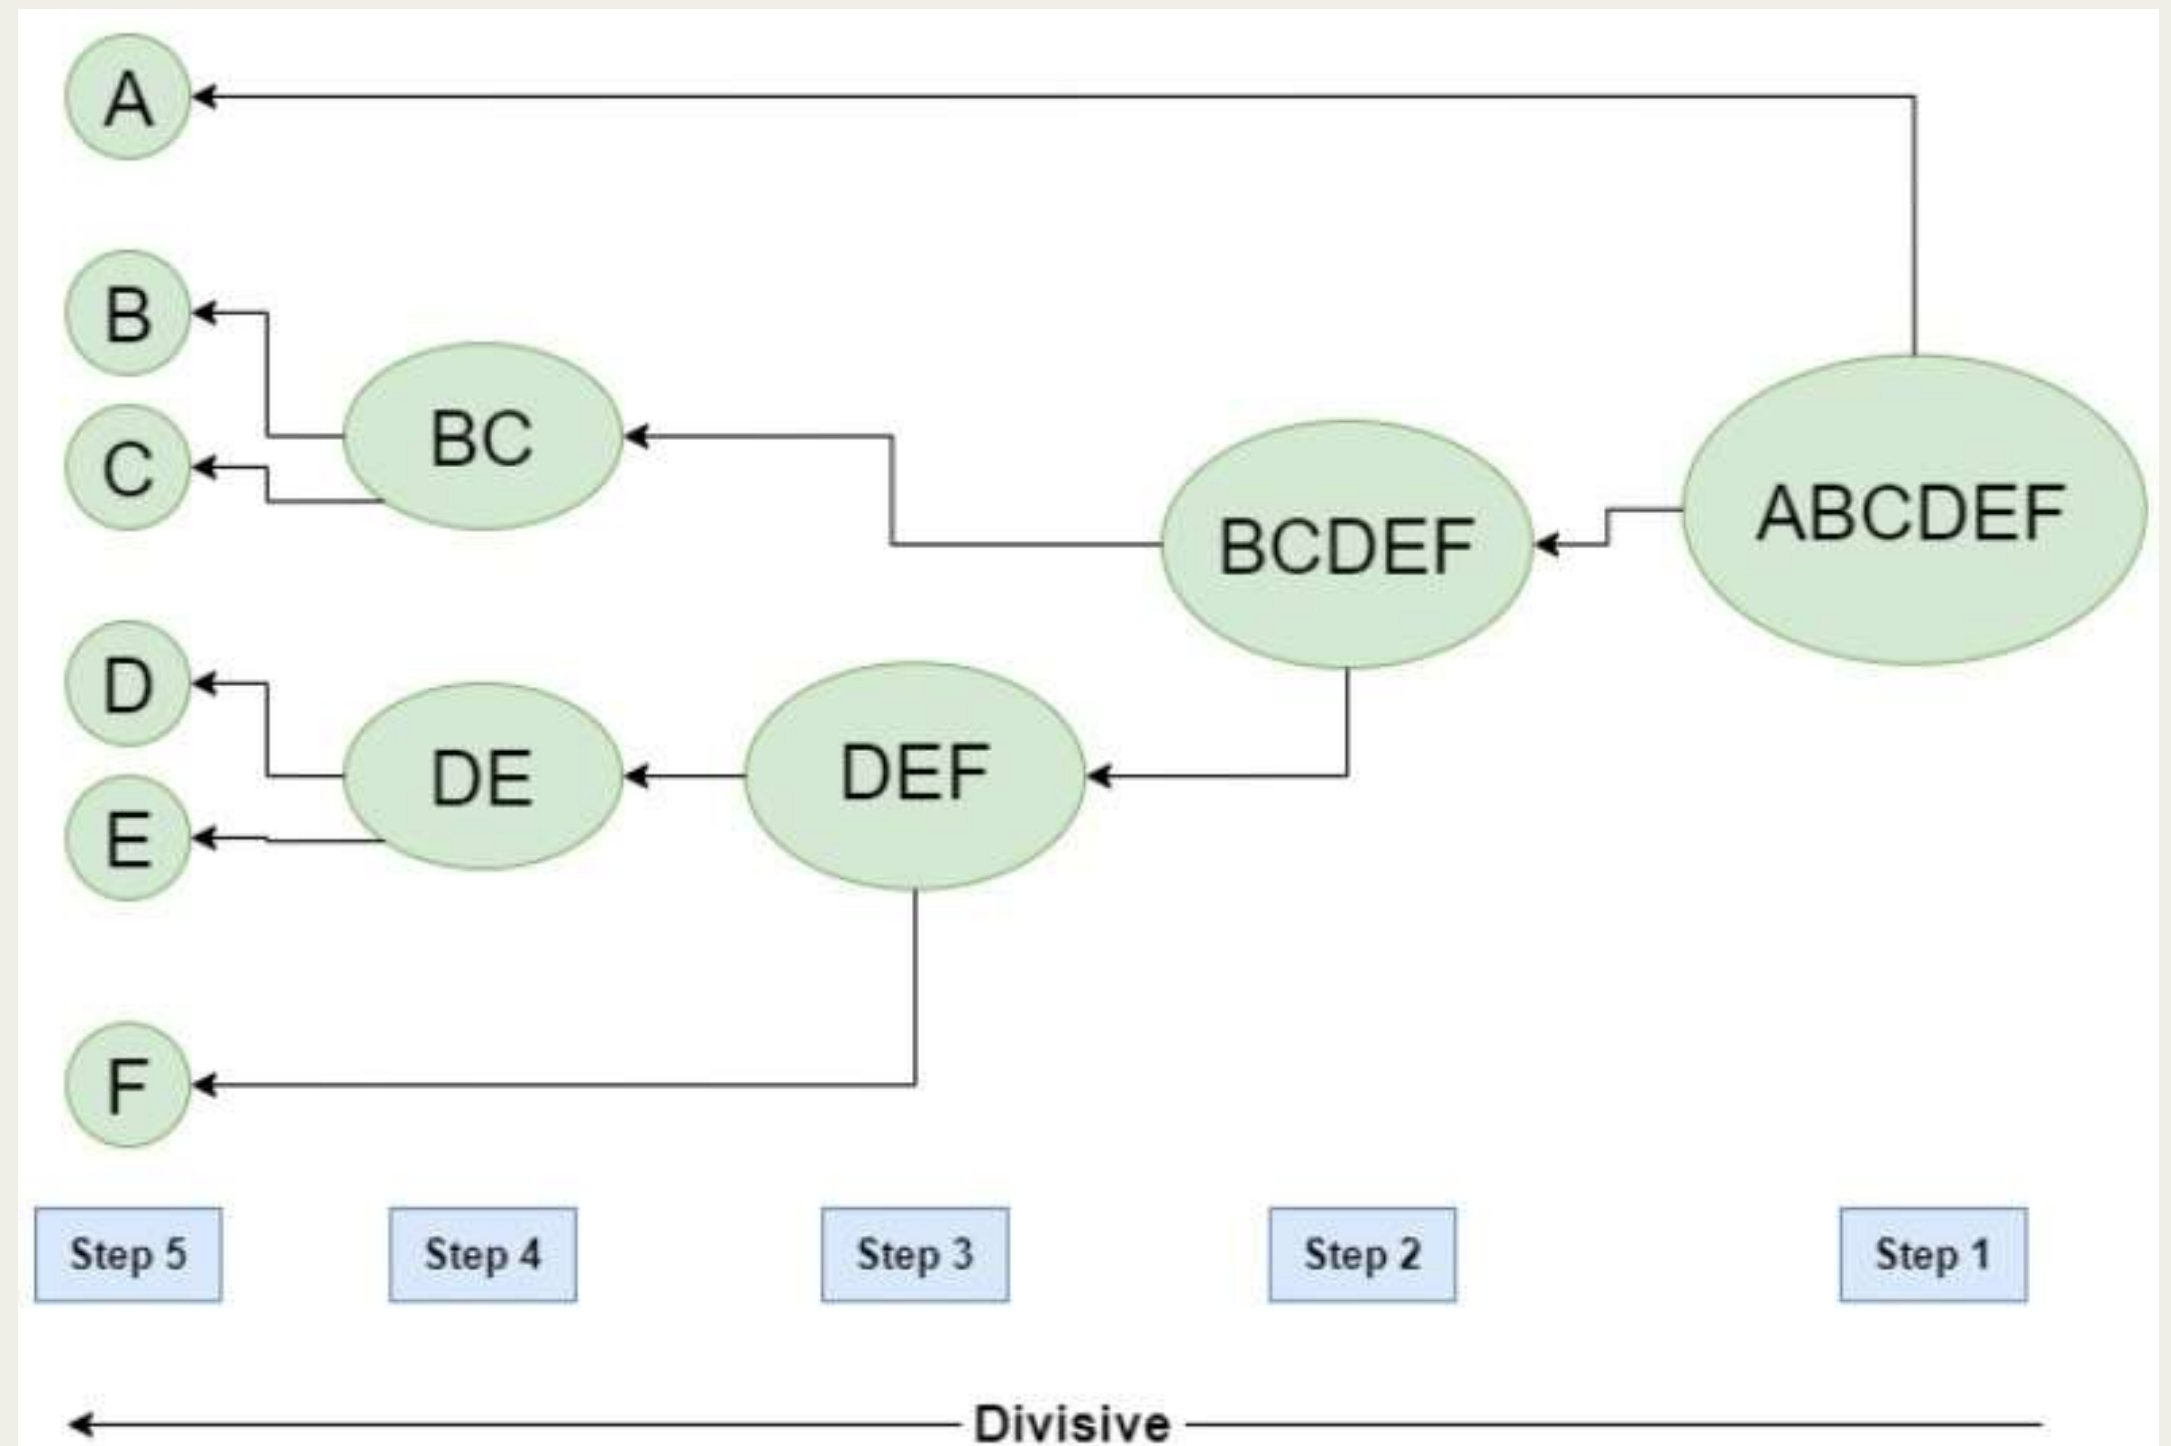 A
B
BC
C
BCDEF
ABCDEF
D
DE
DEF
E
F
Step 5
Step 4
Step 3
Step 2
Step 1
Divisive